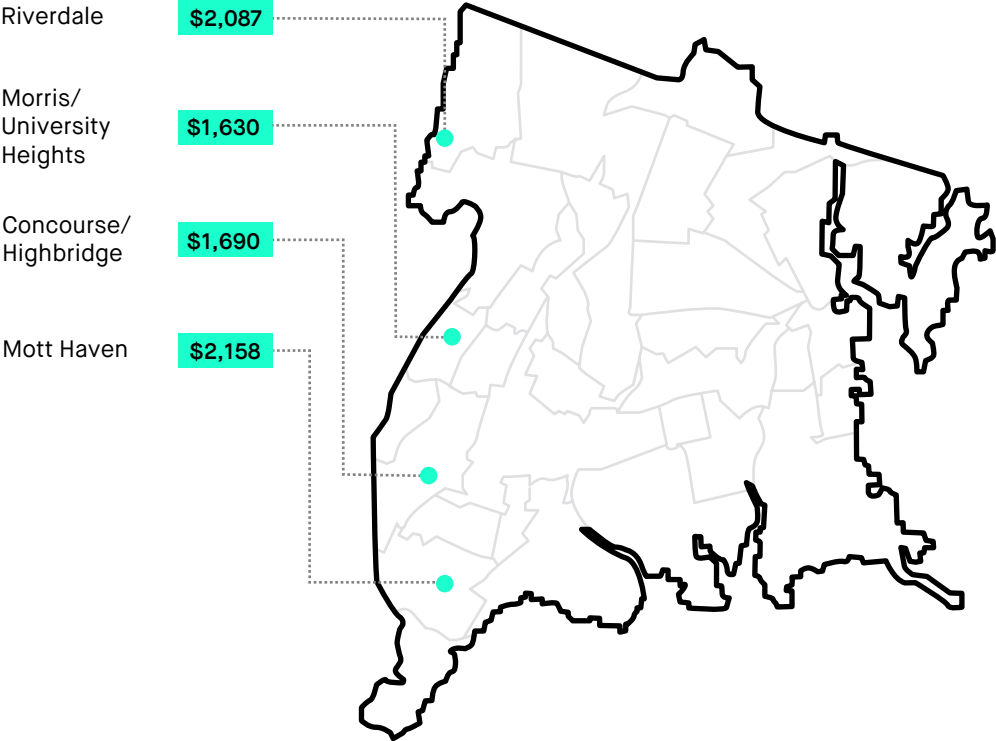 Riverdale
$2,087
Morris/
University
Heights
$1,630
Concourse/
Highbridge
$1,690
Mott Haven
$2,158